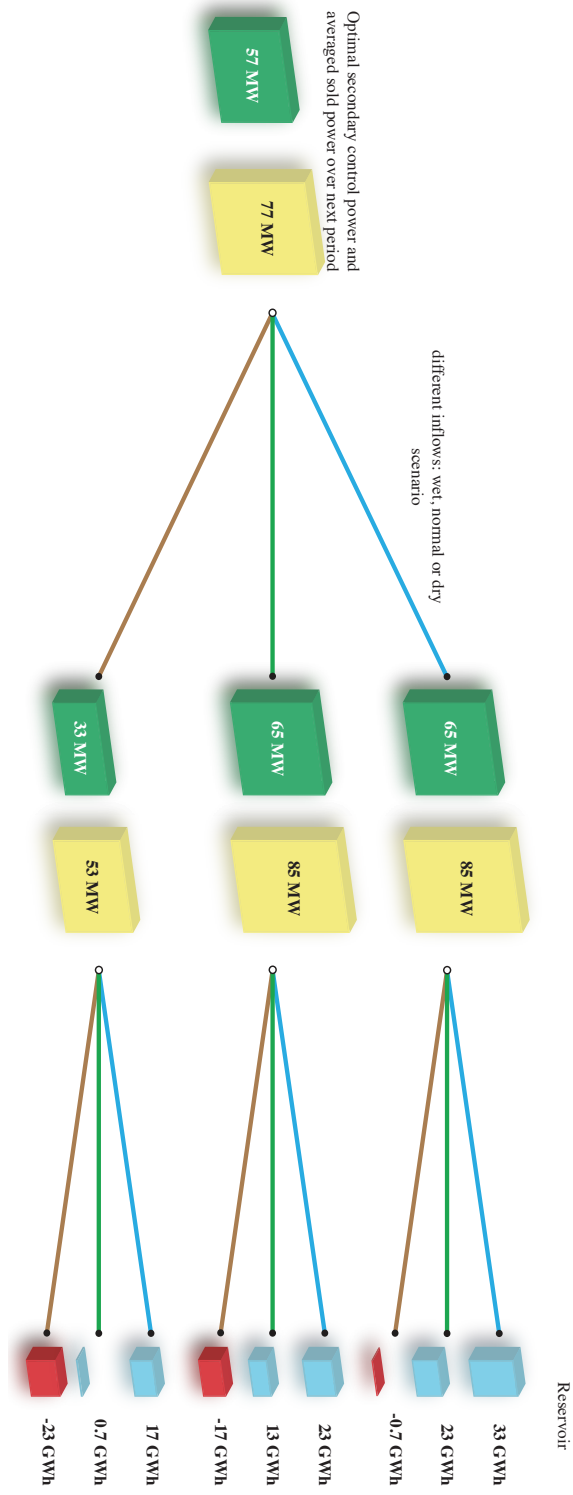 Optimal secondary control power and
averaged sold power over next period
57 MW
77 MW
different inflows: wet, normal or dry
scenario
65 MW
85 MW
65 MW
85 MW
33 MW
53 MW
Reservoir
33 GWh
23 GWh
-0.7 GWh
23 GWh
13 GWh
-17 GWh
17 GWh
0.7 GWh
-23 GWh